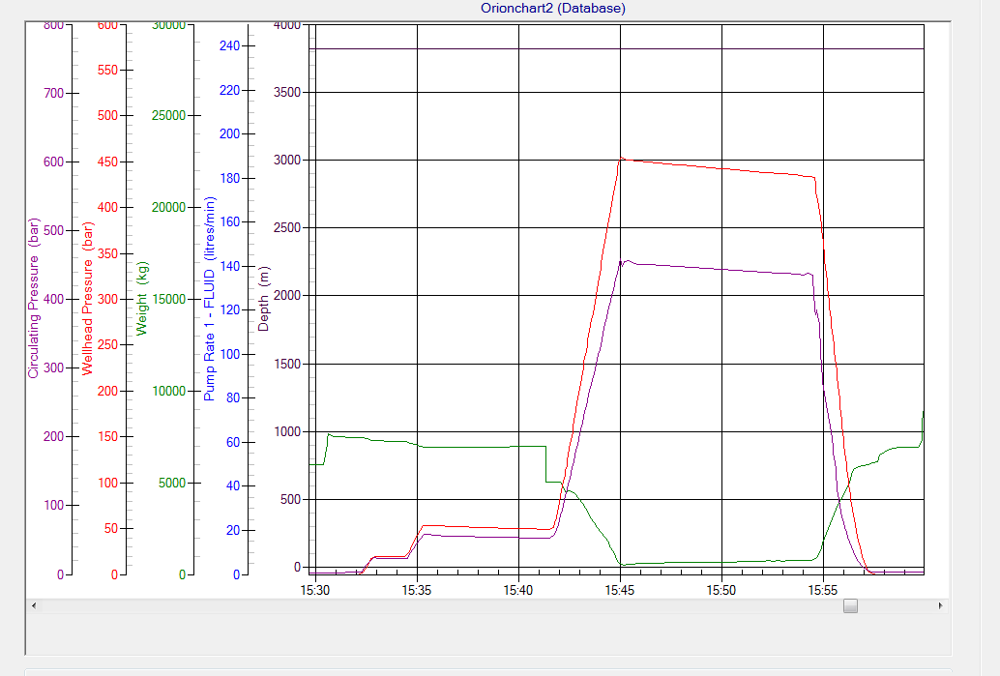 Orionchart2 (Database)
800 600 30000 4000
240
550
700 220 3500
500 25000
200
600 450 180 3000
400 20000
160
500 350 2500
140
400 300 15000 2000
120
250
300 100 1500
200 10000
80
200 150 60 1000
100 5000
100 40 500
50 20
0
0 0 0 0
Circulating Pressure (bar)
Wellhead Pressure (bar)
Weight (kg)
Pump Rate 1 - FLUID (litres/min)
Depth (m)
15:30 15:35 15:40 15:45 15:50 15:55